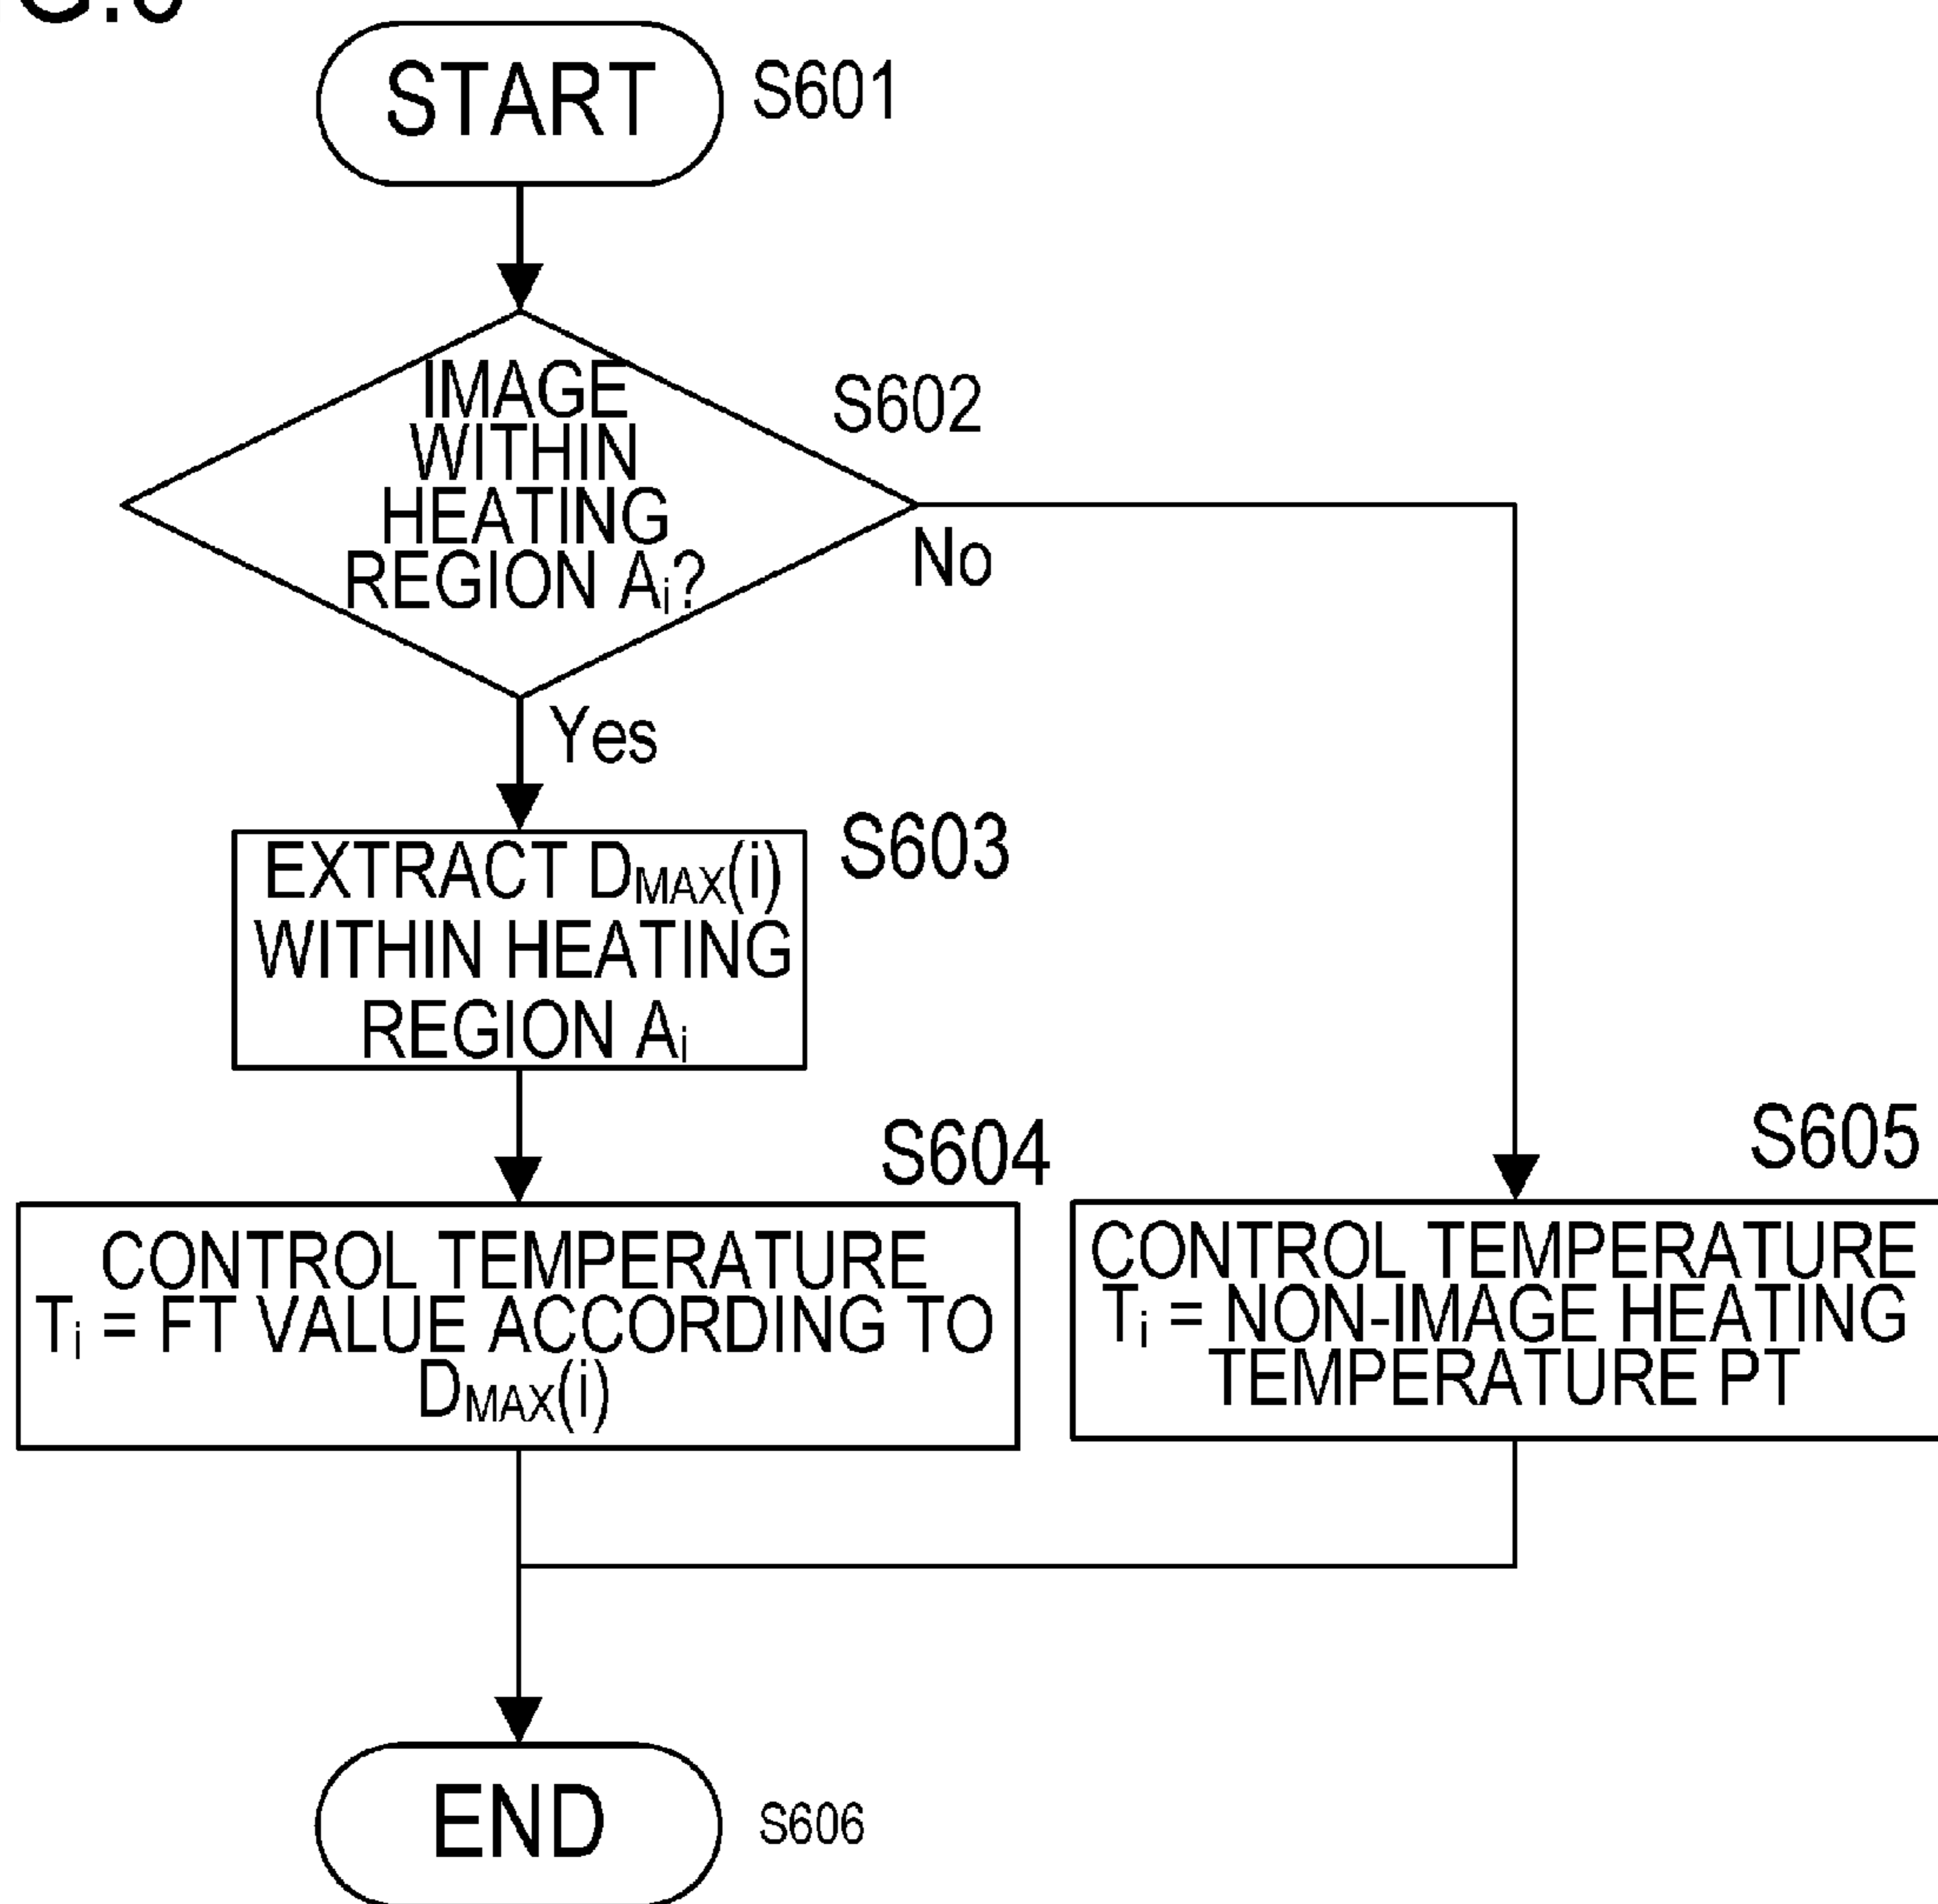 START
S601
IMAGE
WITHIN
HEATING
REGION Ai?
S602
No
Yes
EXTRACT DMAX(i)
WITHIN HEATING
REGION Ai
S603
S604
CONTROL TEMPERATURE
Ti = FT VALUE ACCORDING TO
DMAX(i)
S605
CONTROL TEMPERATURE
Ti = NON-IMAGE HEATING
TEMPERATURE PT
END
S606